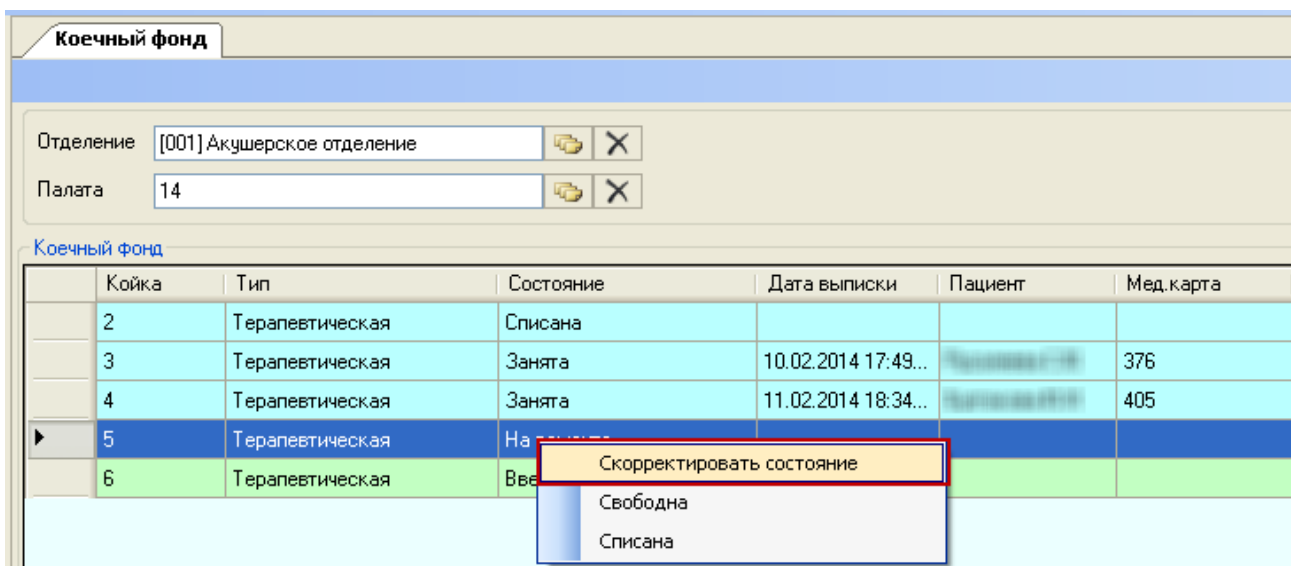 Коечный фонд
Отделение [001] Акушерское отделение
Палата 14
Коечный фонд
Койка Тип Состояние Дата выписки Пациент Мед.карта
2 Терапевтическая Списана
3 Терапевтическая Занята 10.02.2014 17:49... 376
4 Терапевтическая Занята 11.02.2014 18:34... 405
5 Терапевтическая На
Скорректировать состояние
6 Терапевтическая Вве
Свободна
Списана